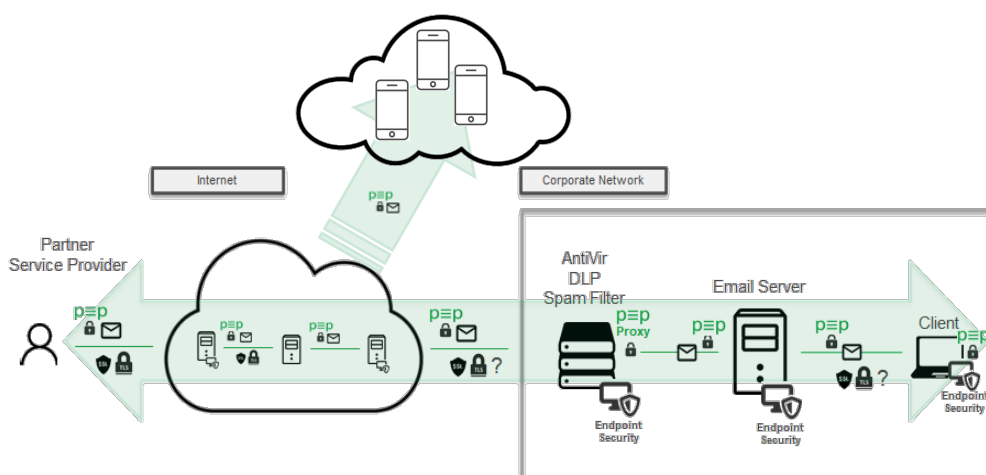 Internet
Corporate Network
p≡p
Partner
Service Provider
AntiVir
DLP
Spam Filter
Email Server
Client
p≡p
p≡p
p≡p
p≡p
p≡p
Proxy
p≡p
p≡p
p≡p
SSL
TLS
SSL
TLS
?
SSL
TLS
?
Endpoint
Security
Endpoint
Security
Endpoint
Security